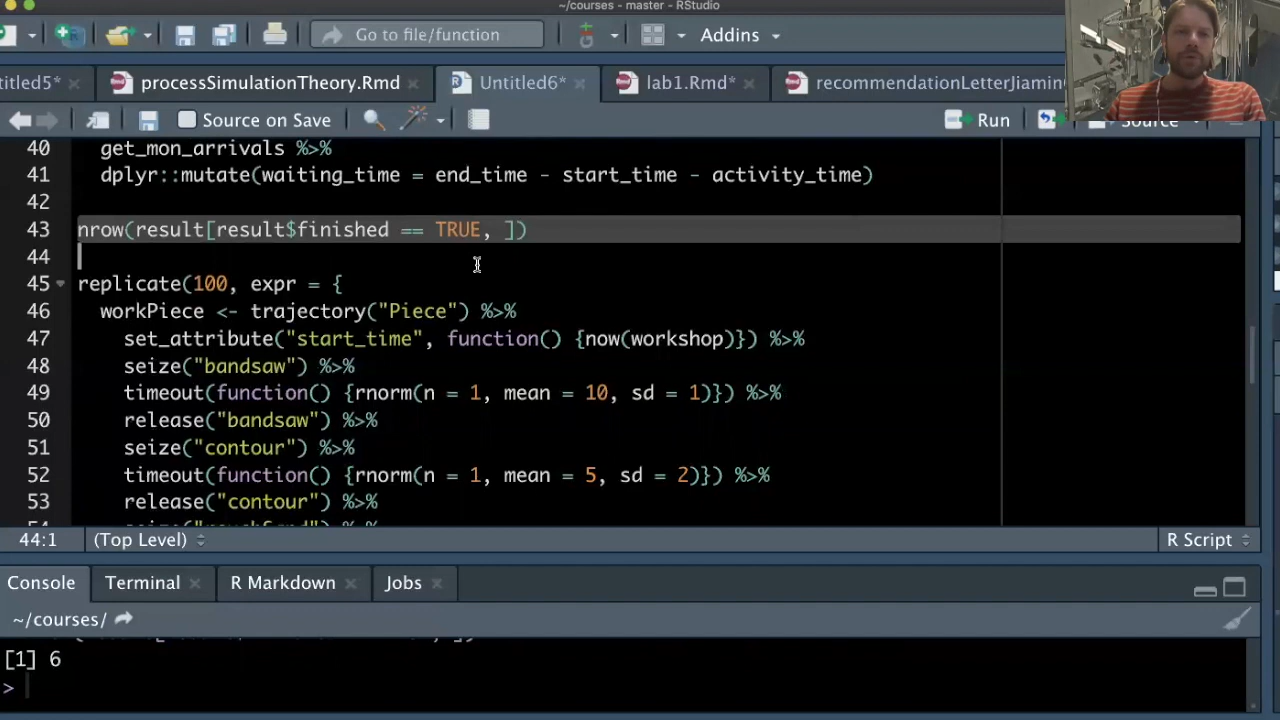 ~/courses - master - RStudio
Go to file/function
Addins
titled5*
processSimulationTheory.Rmd
Untitled6*
lab1.Rmd*
recommendationLetterJiamin
Source on Save
Run
Source
40 get_mon_arrivals %>%
41 dplyr::mutate(waiting_time = end_time - start_time - activity_time)
42
43 nrow(result[result$finished == TRUE, ])
44
45 replicate(100, expr = {
46 workPiece <- trajectory("Piece") %>%
47 set_attribute("start_time", function() {now(workshop)}) %>%
48 seize("bandsaw") %>%
49 timeout(function() {rnorm(n = 1, mean = 10, sd = 1)}) %>%
50 release("bandsaw") %>%
51 seize("contour") %>%
52 timeout(function() {rnorm(n = 1, mean = 5, sd = 2)}) %>%
53 release("contour") %>%
44:1
(Top Level)
R Script
Console
Terminal
R Markdown
Jobs
~/courses/
[1] 6
>